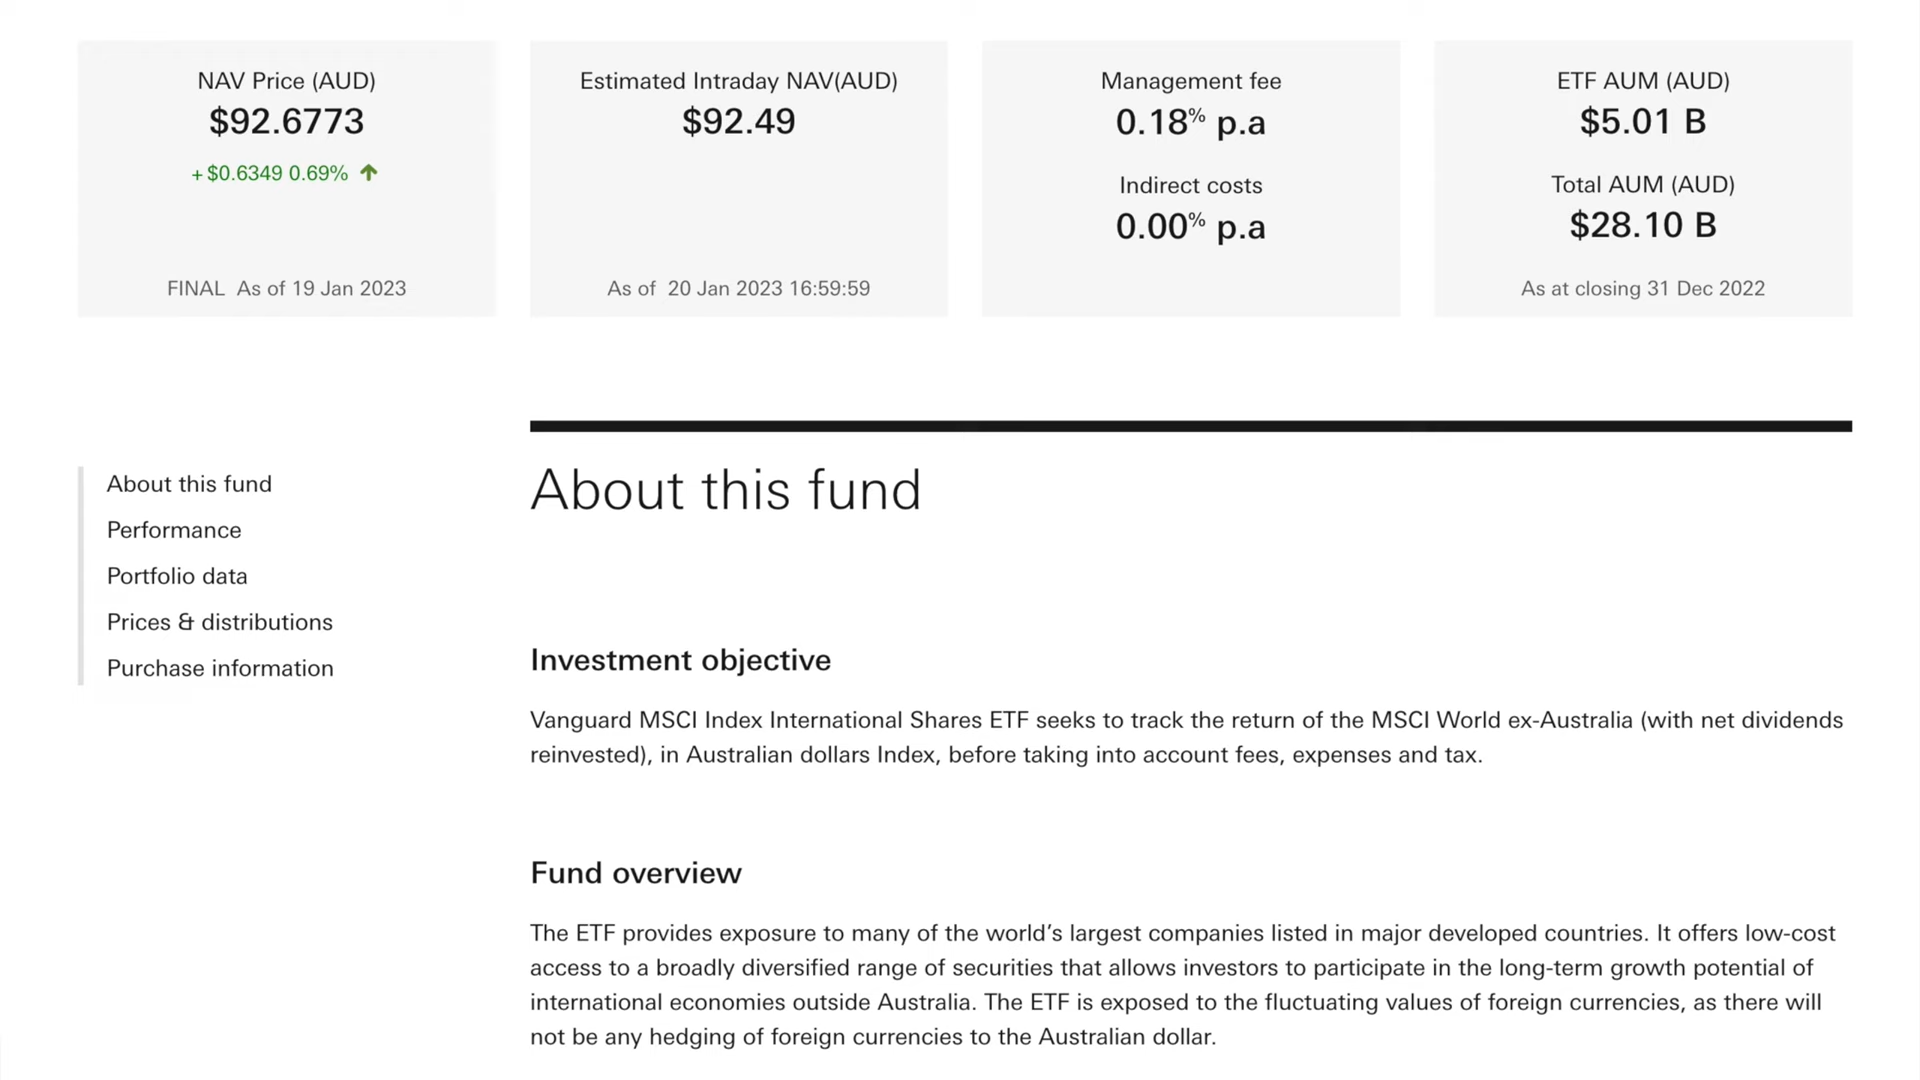 NAV Price (AUD)
$92.6773
+ $0.6349 0.69%
FINAL As of 19 Jan 2023
Estimated Intraday NAV(AUD)
$92.49
As of 20 Jan 2023 16:59:59
Management fee
0.18% p.a
Indirect costs
0.00% p.a
ETF AUM (AUD)
$5.01 B
Total AUM (AUD)
$28.10 B
As at closing 31 Dec 2022
About this fund
Performance
Portfolio data
Prices & distributions
Purchase information
About this fund
Investment objective
Vanguard MSCI Index International Shares ETF seeks to track the return of the MSCI World ex-Australia (with net dividends
reinvested), in Australian dollars Index, before taking into account fees, expenses and tax.
Fund overview
The ETF provides exposure to many of the world’s largest companies listed in major developed countries. It offers low-cost
access to a broadly diversified range of securities that allows investors to participate in the long-term growth potential of
international economies outside Australia. The ETF is exposed to the fluctuating values of foreign currencies, as there will
not be any hedging of foreign currencies to the Australian dollar.